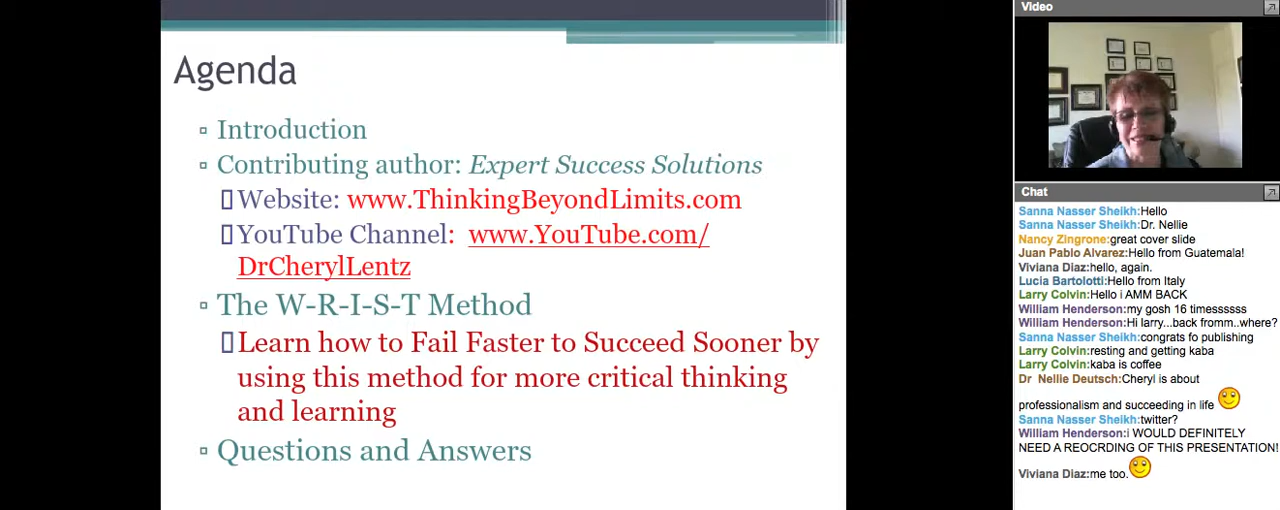 Agenda
Introduction
Contributing author: Expert Success Solutions
Website: www.ThinkingBeyondLimits.com
YouTube Channel: www.YouTube.com/
DrCherylLentz
The W-R-I-S-T Method
Learn how to Fail Faster to Succeed Sooner by
using this method for more critical thinking
and learning
Questions and Answers
Video
Chat
Sanna Nasser Sheikh:Hello
Sanna Nasser Sheikh:Dr. Nellie
Nancy Zingrone:great cover slide
Juan Pablo Alvarez:Hello from Guatemala!
Viviana Diaz:hello, again.
Lucia Bartolotti:Hello from Italy
Larry Colvin:Hello i AMM BACK
William Henderson:my gosh 16 timessssss
William Henderson:Hi larry...back fromm..where?
Sanna Nasser Sheikh:congrats fo publishing
Larry Colvin:resting and getting kaba
Larry Colvin:kaba is coffee
Dr Nellie Deutsch:Cheryl is about
professionalism and succeeding in life
Sanna Nasser Sheikh:twitter?
William Henderson:i WOULD DEFINITELY
NEED A REOCRDING OF THIS PRESENTATION!
Viviana Diaz:me too.